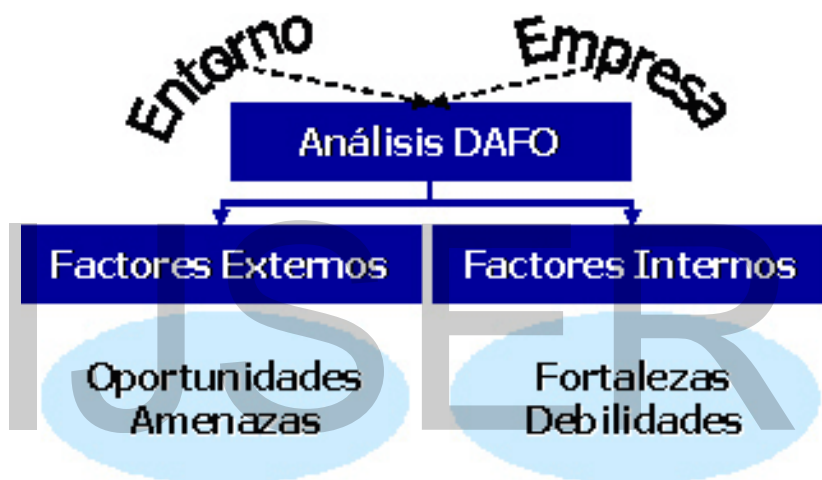 Entorno
Empresa
Análisis DAFO
Factores Externos
Factores Internos
Oportunidades
Amenazas
Fortalezas
Debilidades
IJSER